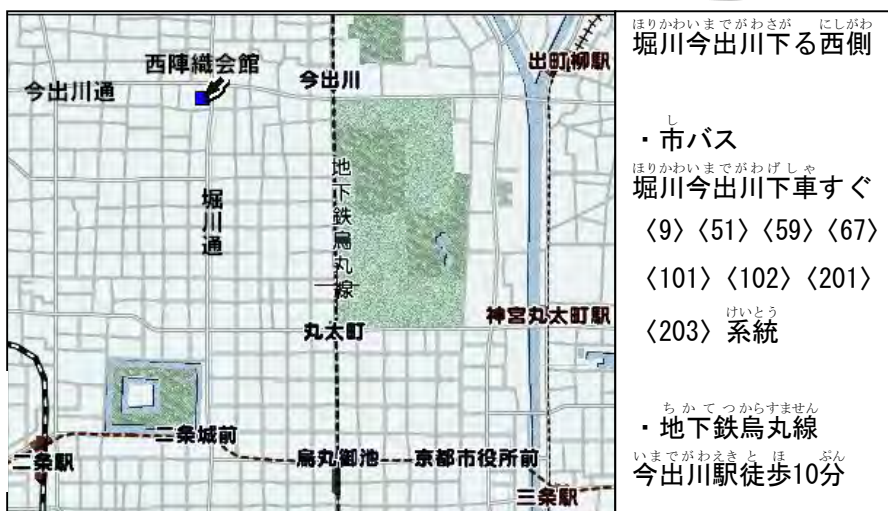 西陣織会館
今出川
出町柳駅
今出川通
堀川通
地下鉄烏丸線
丸太町
神宮丸太町駅
二条城前
二条駅
烏丸御池
京都市役所前
三条駅
ほりかわいまでがわさが にしがわ
堀川今出川下る西側
し
・市バス
ほりかわいまでがわげしゃ
堀川今出川下車すぐ
〈9〉〈51〉〈59〉〈67〉
〈101〉〈102〉〈201〉
けいとう
〈203〉系統
ちかてつからすません
・地下鉄烏丸線
いまでがわえきとほ ぷん
今出川駅徒歩10分